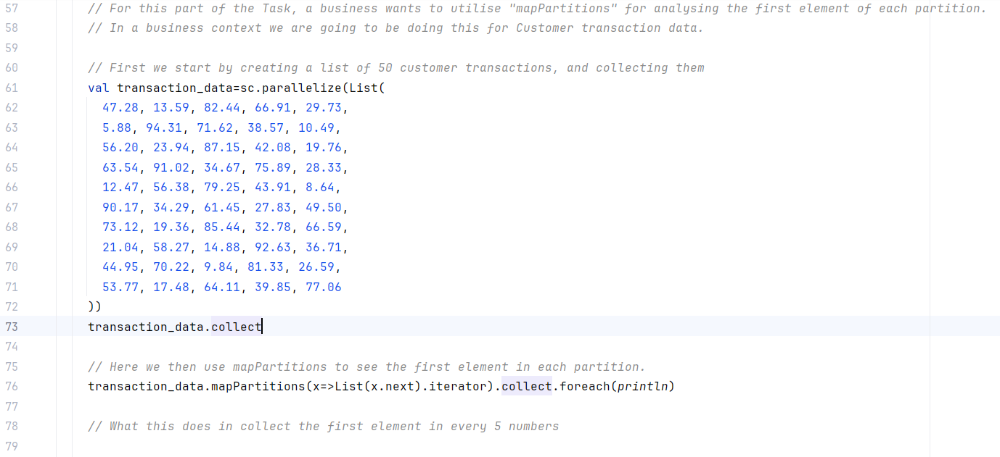 57 // For this part of the Task, a business wants to utilise "mapPartitions" for analysing the first element of each partition.
58 // In a business context we are going to be doing this for Customer transaction data.
59
60 // First we start by creating a list of 50 customer transactions, and collecting them
61 val transaction_data=sc.parallelize(List(
62 47.28, 13.59, 82.44, 66.91, 29.73,
63 5.88, 94.31, 71.62, 38.57, 10.49,
64 56.20, 23.94, 87.15, 42.08, 19.76,
65 63.54, 91.02, 34.67, 75.89, 28.33,
66 12.47, 56.38, 79.25, 43.91, 8.64,
67 90.17, 34.29, 61.45, 27.83, 49.50,
68 73.12, 19.36, 85.44, 32.78, 66.59,
69 21.04, 58.27, 14.88, 92.63, 36.71,
70 44.95, 70.22, 9.84, 81.33, 26.59,
71 53.77, 17.48, 64.11, 39.85, 77.06
72 ))
73 transaction_data.collect
74
75 // Here we then use mapPartitions to see the first element in each partition.
76 transaction_data.mapPartitions(x=>List(x.next).iterator).collect.foreach(println)
77
78 // What this does in collect the first element in every 5 numbers
79